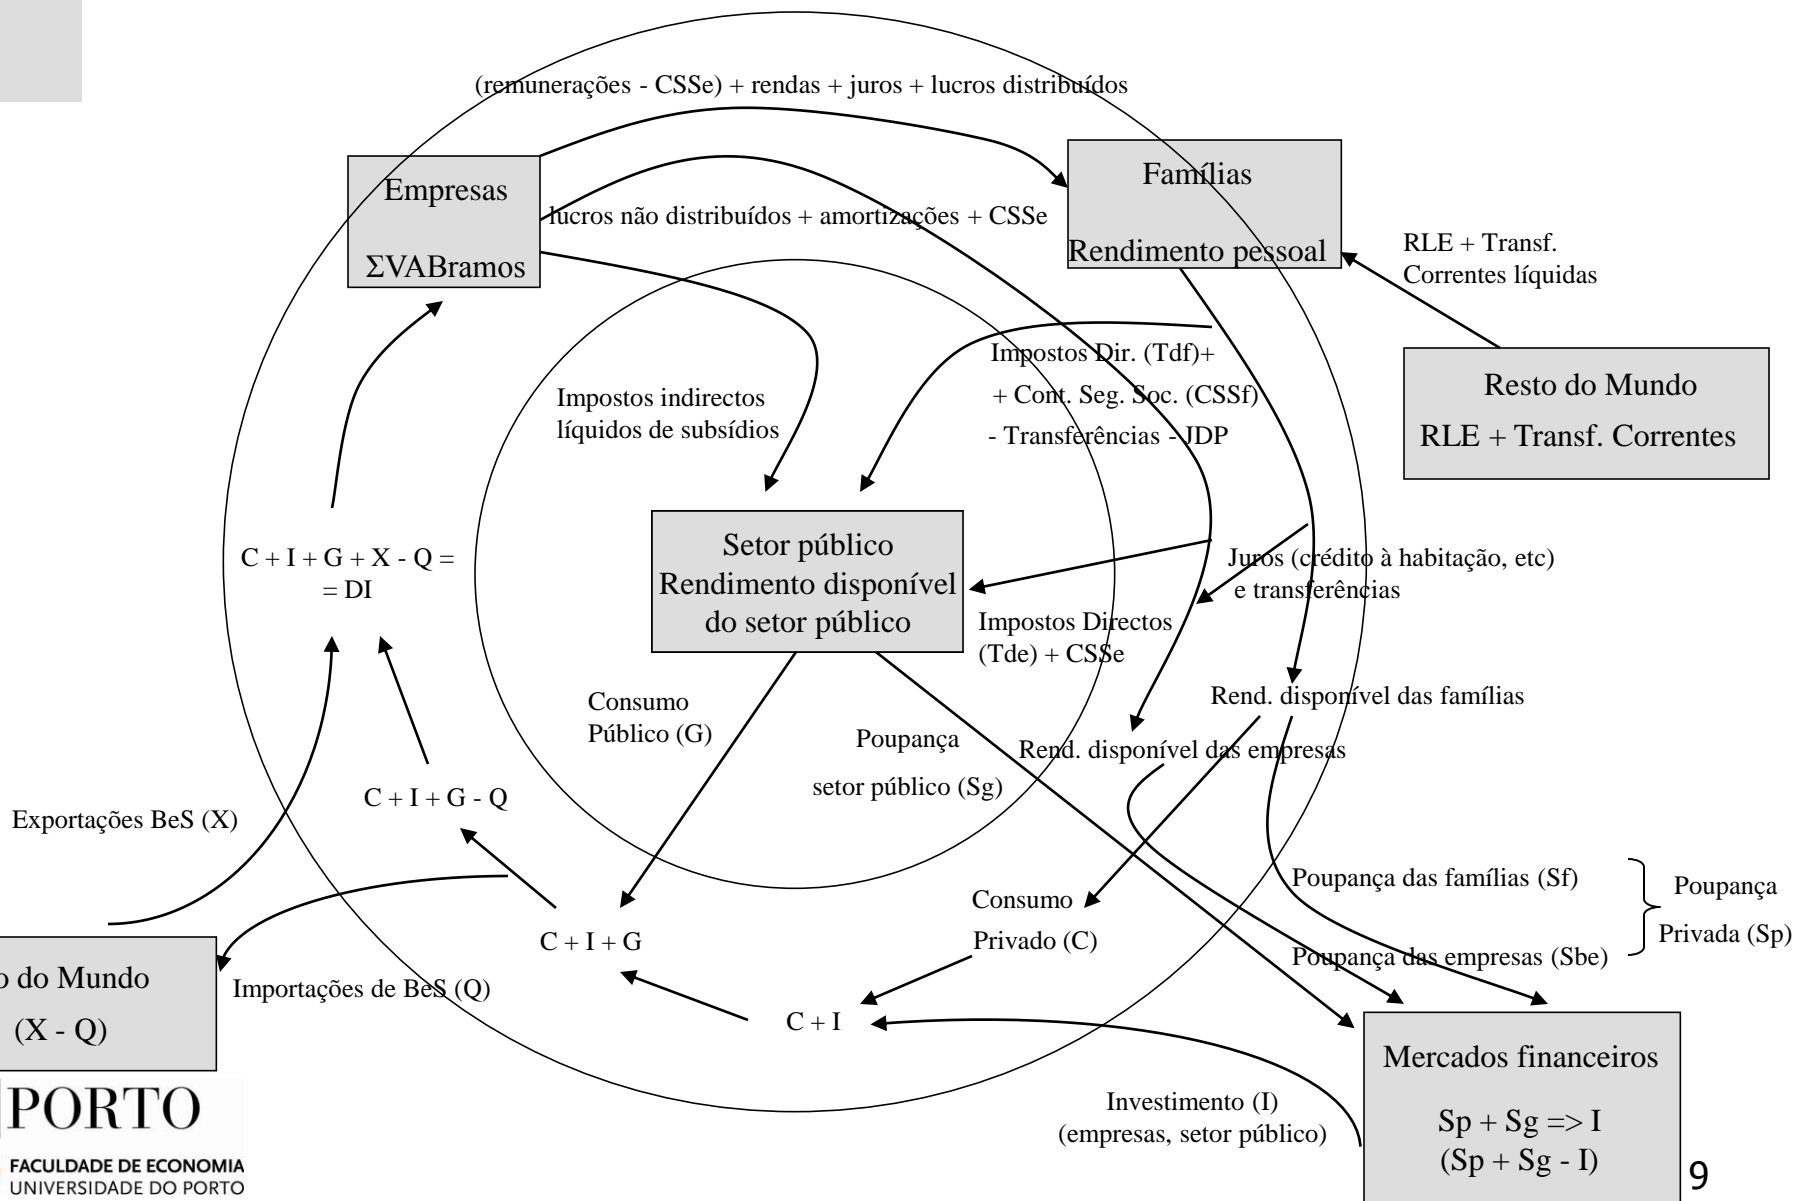 (remunerações - CSSe) + rendas + juros + lucros distribuídos
Empresas
ΣVABramos
Famílias
Rendimento pessoal
lucros não distribuídos + amortizações + CSSe
RLE + Transf.
Correntes líquidas
Resto do Mundo
RLE + Transf. Correntes
Impostos Dir. (Tdf)+
+ Cont. Seg. Soc. (CSSf)
- Transferências - JDP
Impostos indirectos
líquidos de subsídios
C + I + G + X - Q =
= DI
Setor público
Rendimento disponível
do setor público
Juros (crédito à habitação, etc)
e transferências
Impostos Directos
(Tde) + CSSe
Consumo
Público (G)
Poupança
setor público (Sg)
Rend. disponível das famílias
Rend. disponível das empresas
C + I + G - Q
Exportações BeS (X)
Poupança das famílias (Sf)
Poupança das empresas (Sbe)
Poupança
Privada (Sp)
Consumo
Privado (C)
C + I + G
o do Mundo
(X - Q)
Importações de BeS (Q)
C + I
Investimento (I)
(empresas, setor público)
Mercados financeiros
Sp + Sg => I
(Sp + Sg - I)
PORTO
FACULDADE DE ECONOMIA
UNIVERSIDADE DO PORTO
9